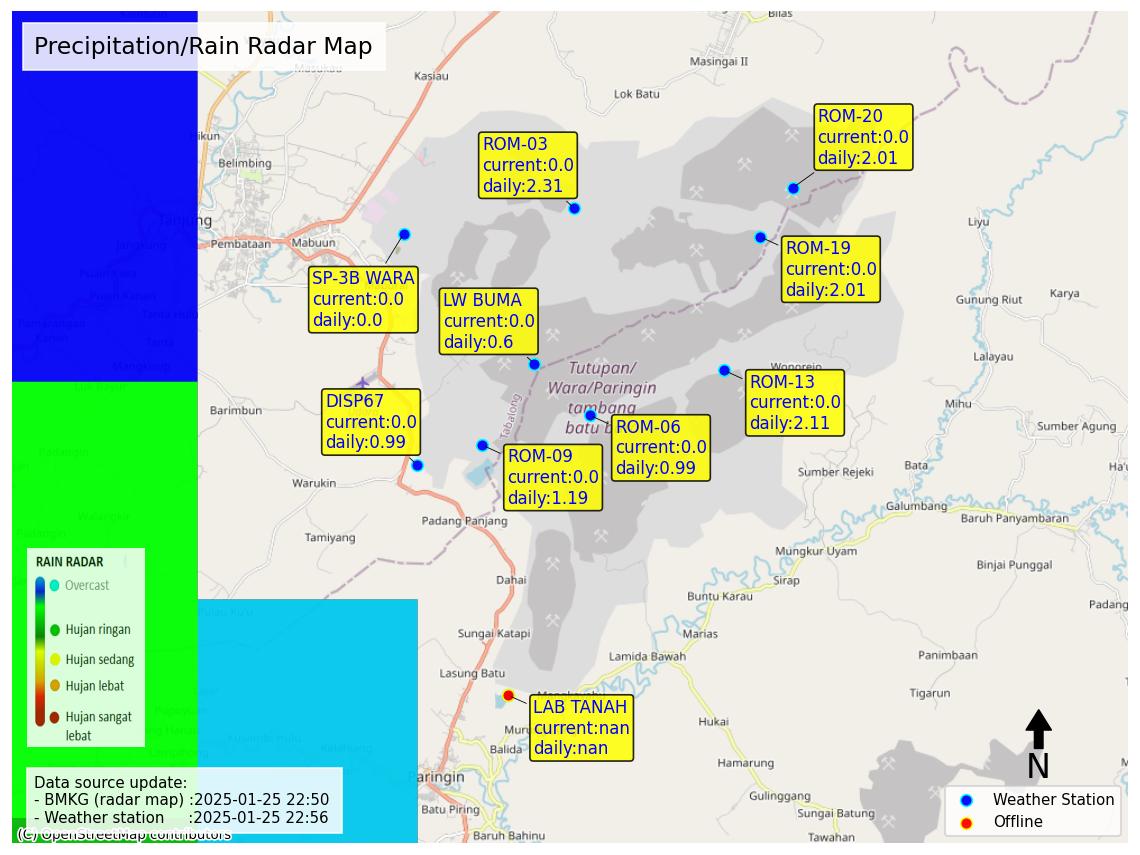 Precipitation/Rain Radar Map
Bilas
Masingai II
Kasiau
Lok Batu
Hikun
Belimbing
Tanjung
Pembataan
Mabuun
Jangkung
Tanta Hulu
Tanta
Mangkusip
Barimbun
Warukin
Tamiyang
Padang Panjang
Dahai
Sungai Katapi
Lasung Batu
Balida
Paringin
Batu Piring
Baruh Bahinu
Tabalong
Tutupan/
Wara/Paringin
tambang
Liyu
Gunung Riut
Karya
Lalayau
Wonorejo
Mihu
Sumber Agung
Sumber Rejeki
Bata
Galumbang
Baruh Panyambaran
Mungkur Uyam
Binjai Punggal
Sirap
Buntu Karau
Padang
Marias
Lamida Bawah
Panimbaan
Tigarun
Hukai
Hamarung
Gulinggang
Sungai Batung
Tawahan
ROM-20
current:0.0
daily:2.01
ROM-03
current:0.0
daily:2.31
ROM-19
current:0.0
daily:2.01
SP-3B WARA
current:0.0
daily:0.0
LW BUMA
current:0.0
daily:0.6
ROM-13
current:0.0
daily:2.11
DISP67
current:0.0
daily:0.99
ROM-06
current:0.0
daily:0.99
ROM-09
current:0.0
daily:1.19
LAB TANAH
current:nan
daily:nan
RAIN RADAR
Overcast
Hujan ringan
Hujan sedang
Hujan lebat
Hujan sangat
lebat
Data source update:
- BMKG (radar map) :2025-01-25 22:50
- Weather station :2025-01-25 22:56
(C) OpenStreetMap contributors
N
Weather Station
Offline